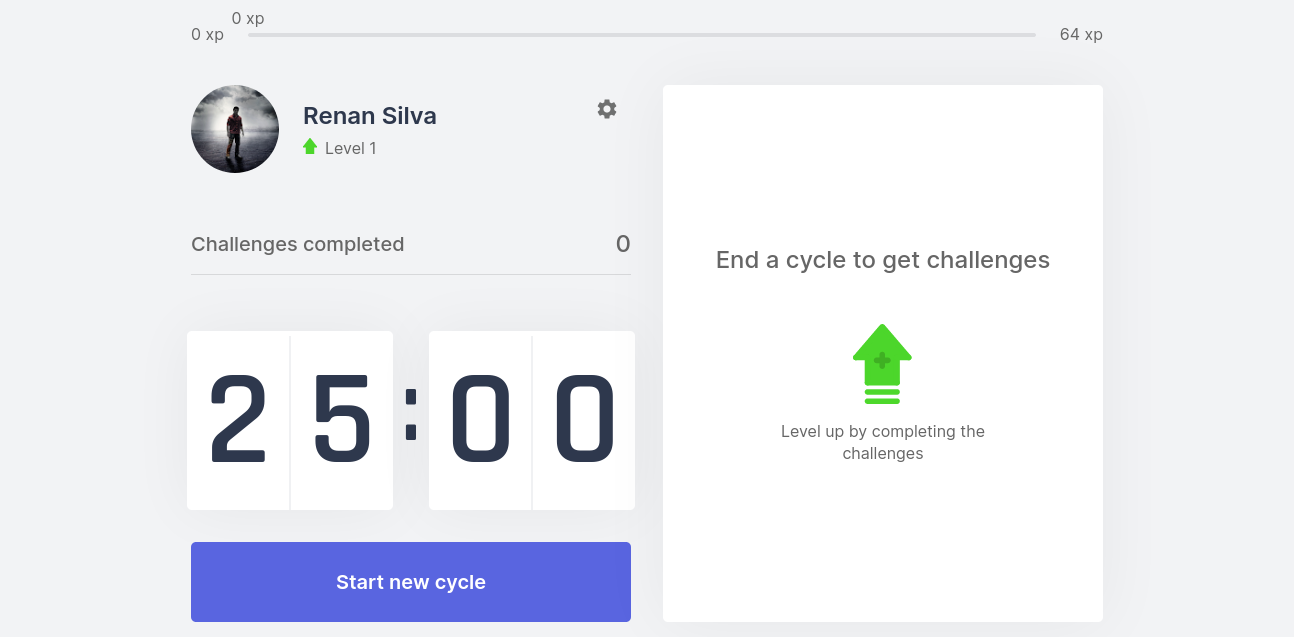 0 xp
0 xp
64 xp
Renan Silva
Level 1
Challenges completed
0
25:00
Start new cycle
End a cycle to get challenges
Level up by completing the
challenges